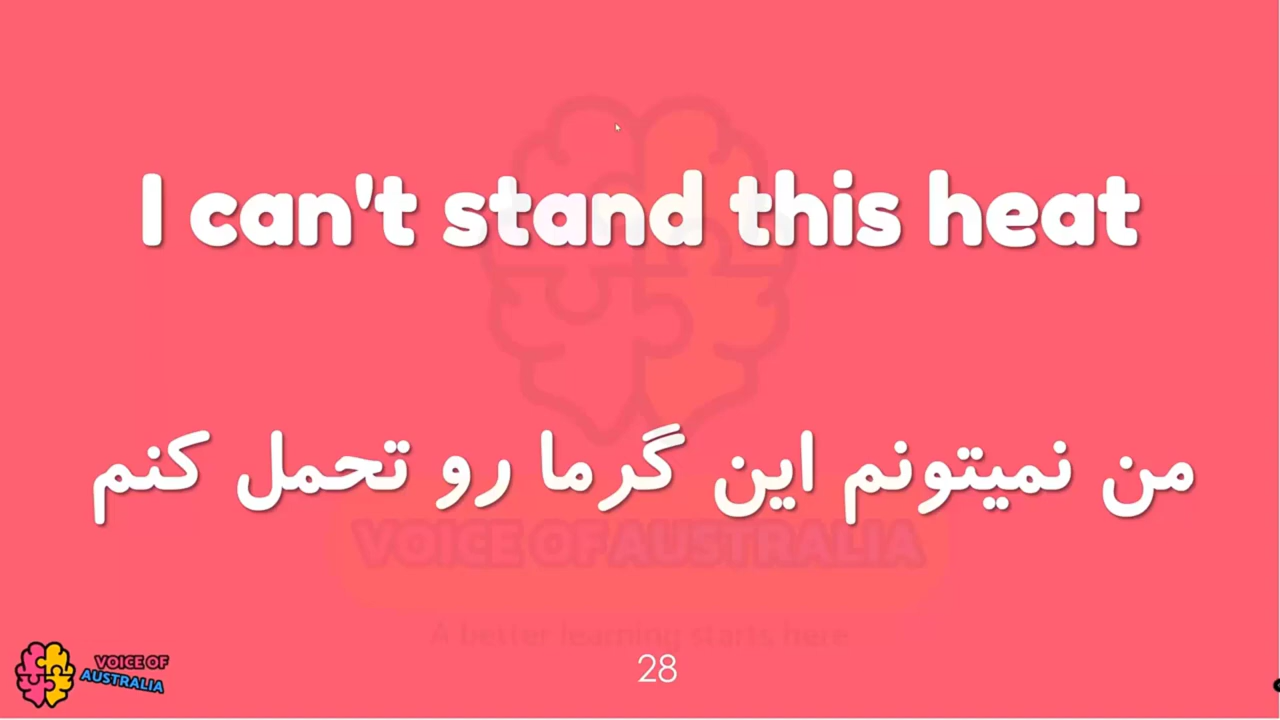 I can't stand this heat
من نمیتونم این گرما رو تحمل کنم
VOICE OF AUSTRALIA
A better learning starts here
28
VOICE OF
AUSTRALIA